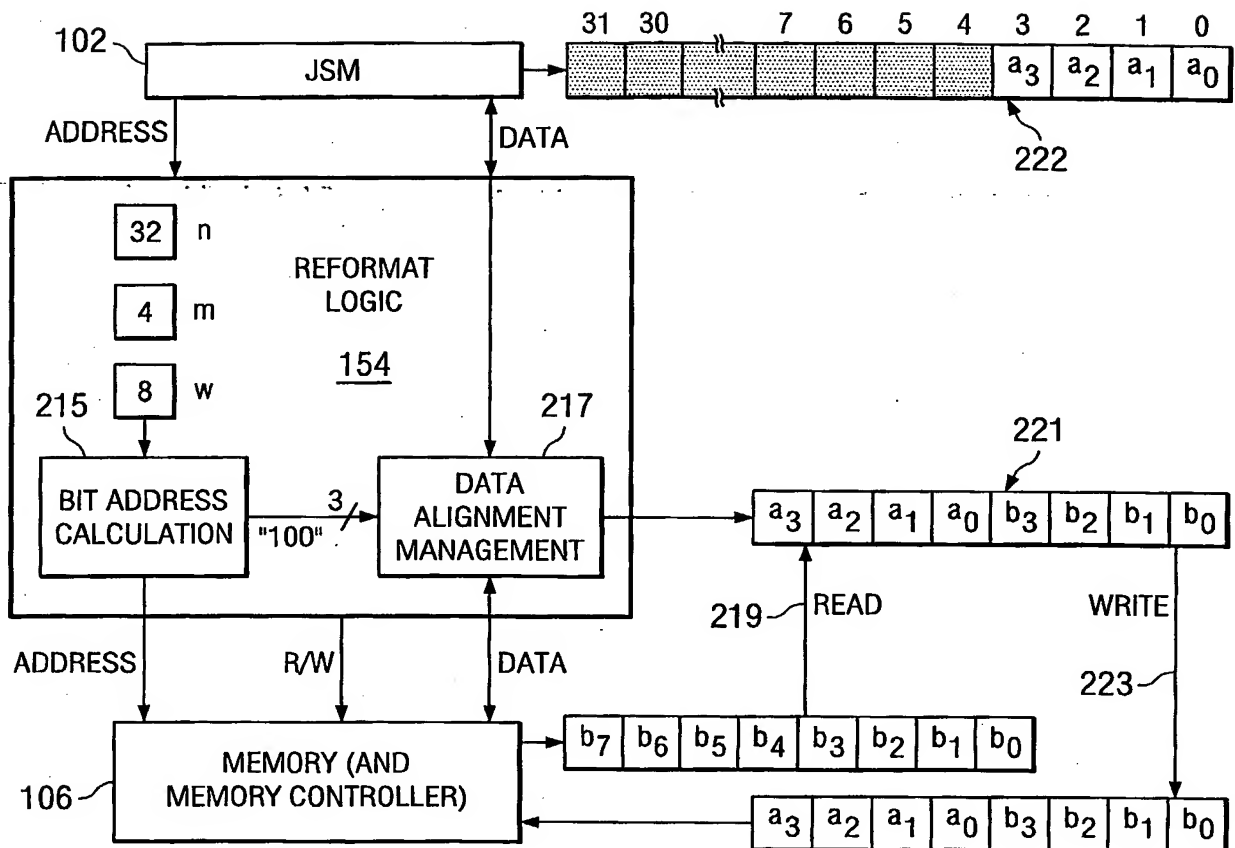 31 30 7 6 5 4 3 2 1 0
102
JSM
a3 a2 a1 a0
ADDRESS
DATA
222
32 n
REFORMAT
LOGIC
4 m
154
8 w
215
217
221
BIT ADDRESS
CALCULATION
3
"100"
DATA
ALIGNMENT
MANAGEMENT
a3 a2 a1 a0 b3 b2 b1 b0
219
READ
WRITE
ADDRESS
R/W
DATA
223
b7 b6 b5 b4 b3 b2 b1 b0
106
MEMORY (AND
MEMORY CONTROLLER)
a3 a2 a1 a0 b3 b2 b1 b0